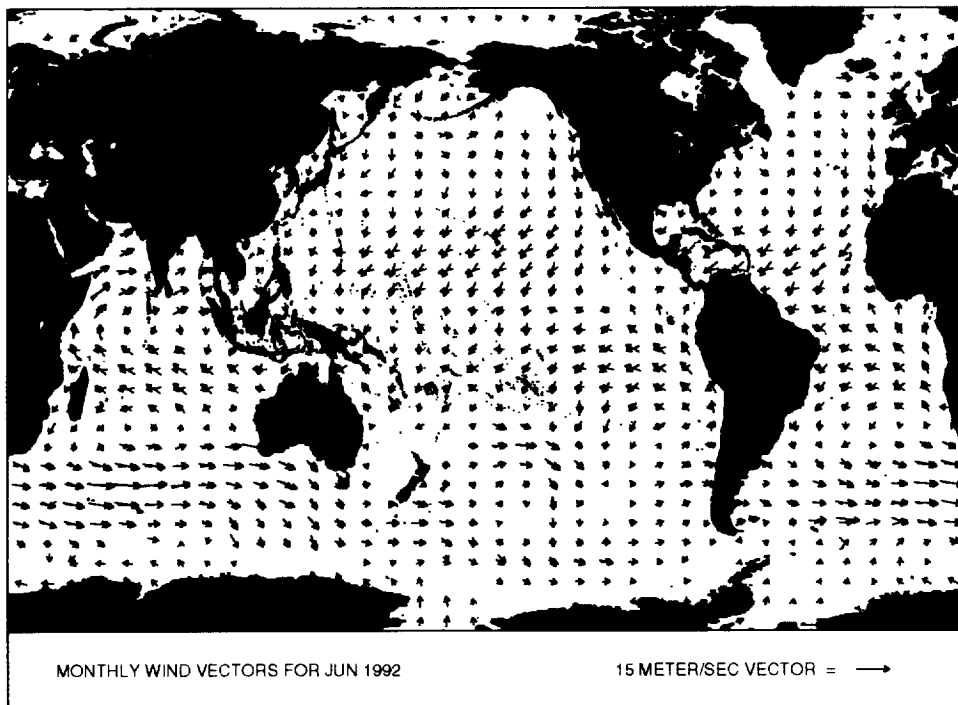 MONTHLY WIND VECTORS FOR JUN 1992
15 METER/SEC VECTOR =